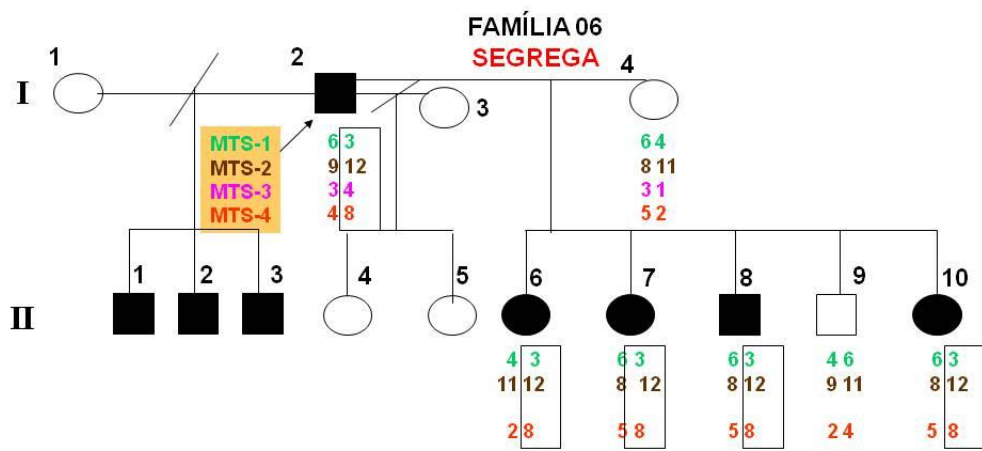 FAMÍLIA 06
SEGREGA
1 2 4
I
3
MTS-1 6 3 6 4
MTS-2 9 12 8 11
MTS-3 3 4 3 1
MTS-4 4 8 5 2
1 2 3 4 5 6 7 8 9 10
II
4 3 6 3 6 3 4 6 6 3
11 12 8 12 8 12 9 11 8 12
2 8 5 8 5 8 2 4 5 8